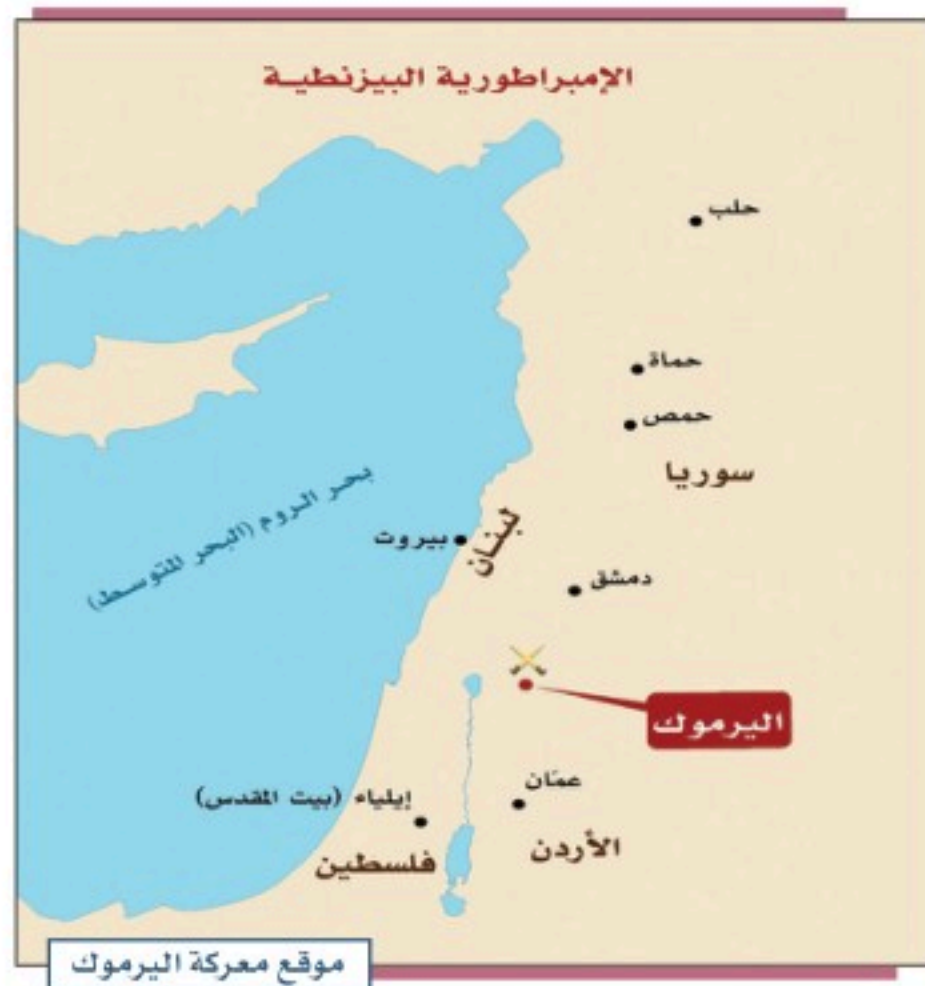 الإمبراطورية البيزنطية
حلب
حماة
حمص
سوريا
بحر الروم (البحر المتوسط)
بيروت
لبنان
دمشق
اليرموك
عمّان
إيلياء (بيت المقدس)
الأردن
فلسطين
موقع معركة اليرموك